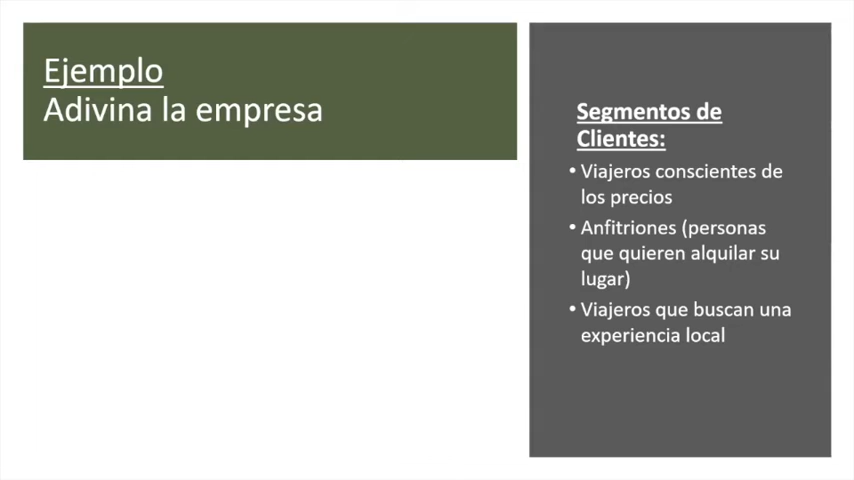 Ejemplo
Adivina la empresa
Segmentos de
Clientes:
• Viajeros conscientes de
los precios
• Anfitriones (personas
que quieren alquilar su
lugar)
• Viajeros que buscan una
experiencia local